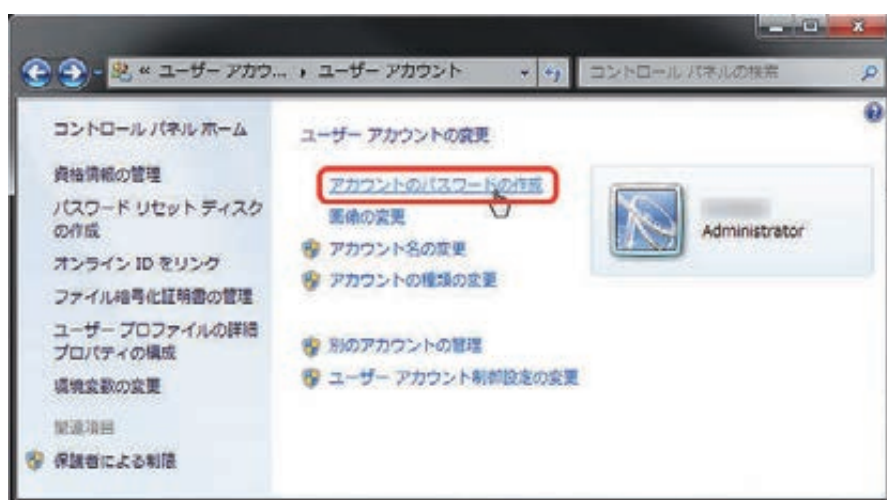 « ユーザー アカウ... ▸ ユーザー アカウント
コントロール パネルの検索
コントロール パネル ホーム
資格情報の管理
パスワード リセット ディスク
の作成
オンライン ID をリンク
ファイル暗号化証明書の管理
ユーザー プロファイルの詳細
プロパティの構成
環境変数の変更
関連項目
保護者による制限
ユーザー アカウントの変更
アカウントのパスワードの作成
画像の変更
アカウント名の変更
アカウントの種類の変更
別のアカウントの管理
ユーザー アカウント制御設定の変更
Administrator